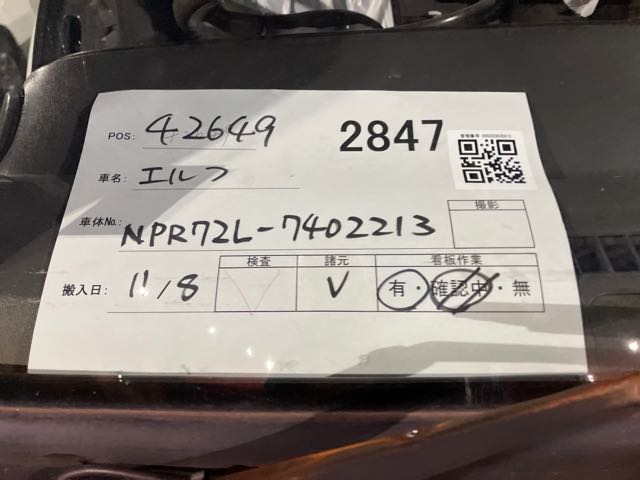 POS: 42649
2847
車名: エルフ
車体No.: NPR72L-7402213
撮影
検査 諸元 看板作業
搬入日: 11/8 V 有・確認中・無